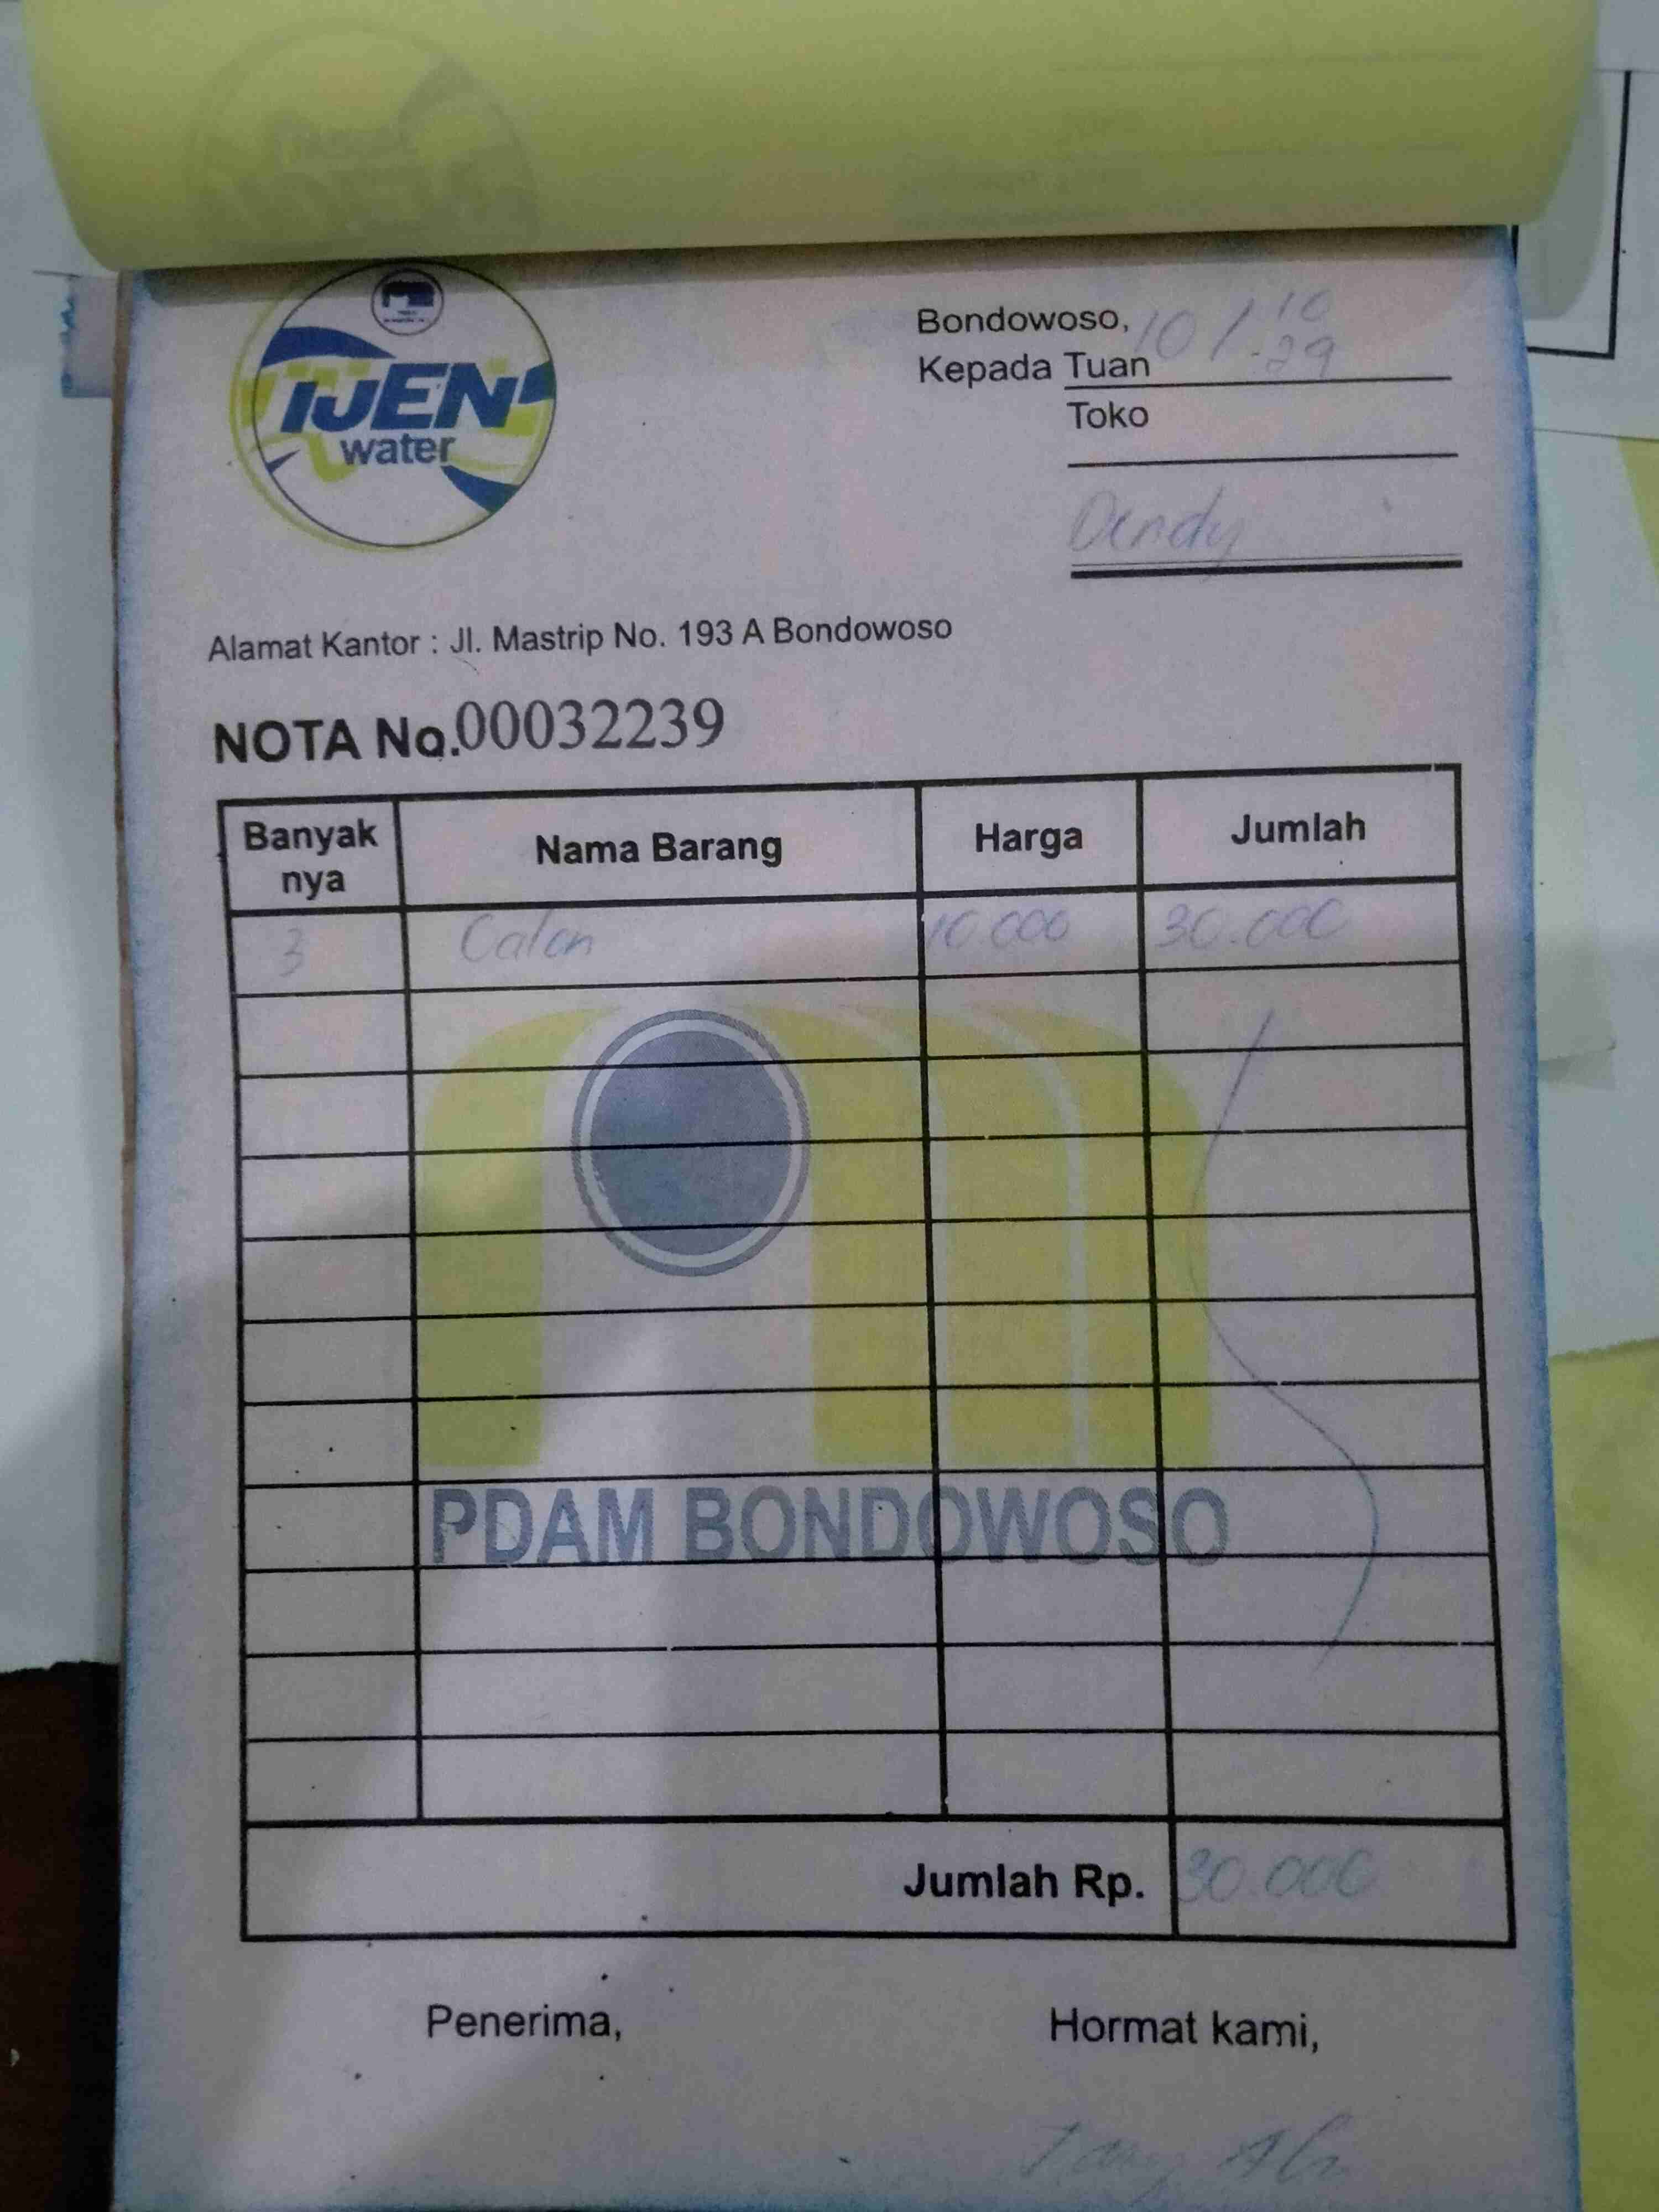 IJEN
water
Bondowoso, 10/10
Kepada Tuan
Toko
Dendy
Alamat Kantor : Jl. Mastrip No. 193 A Bondowoso
NOTA No.00032239
Banyak nya Nama Barang Harga Jumlah
3 Galon 10.000 30.000
PDAM BONDOWOSO
Jumlah Rp. 30.000
Penerima, Hormat kami,